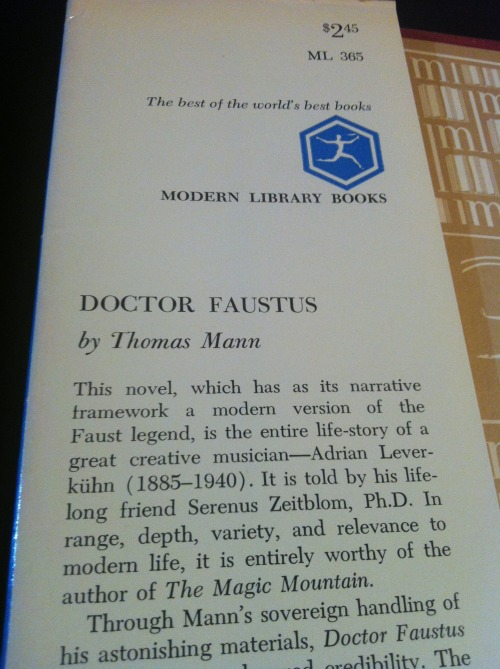 $2.45
ML 365
The best of the world's best books
MODERN LIBRARY BOOKS
DOCTOR FAUSTUS
by Thomas Mann
This novel, which has as its narrative
framework a modern version of the
Faust legend, is the entire life-story of a
great creative musician—Adrian Lever-
kühn (1885–1940). It is told by his life-
long friend Serenus Zeitblom, Ph.D. In
range, depth, variety, and relevance to
modern life, it is entirely worthy of the
author of The Magic Mountain.
Through Mann's sovereign handling of
his astonishing materials, Doctor Faustus
credibility. The